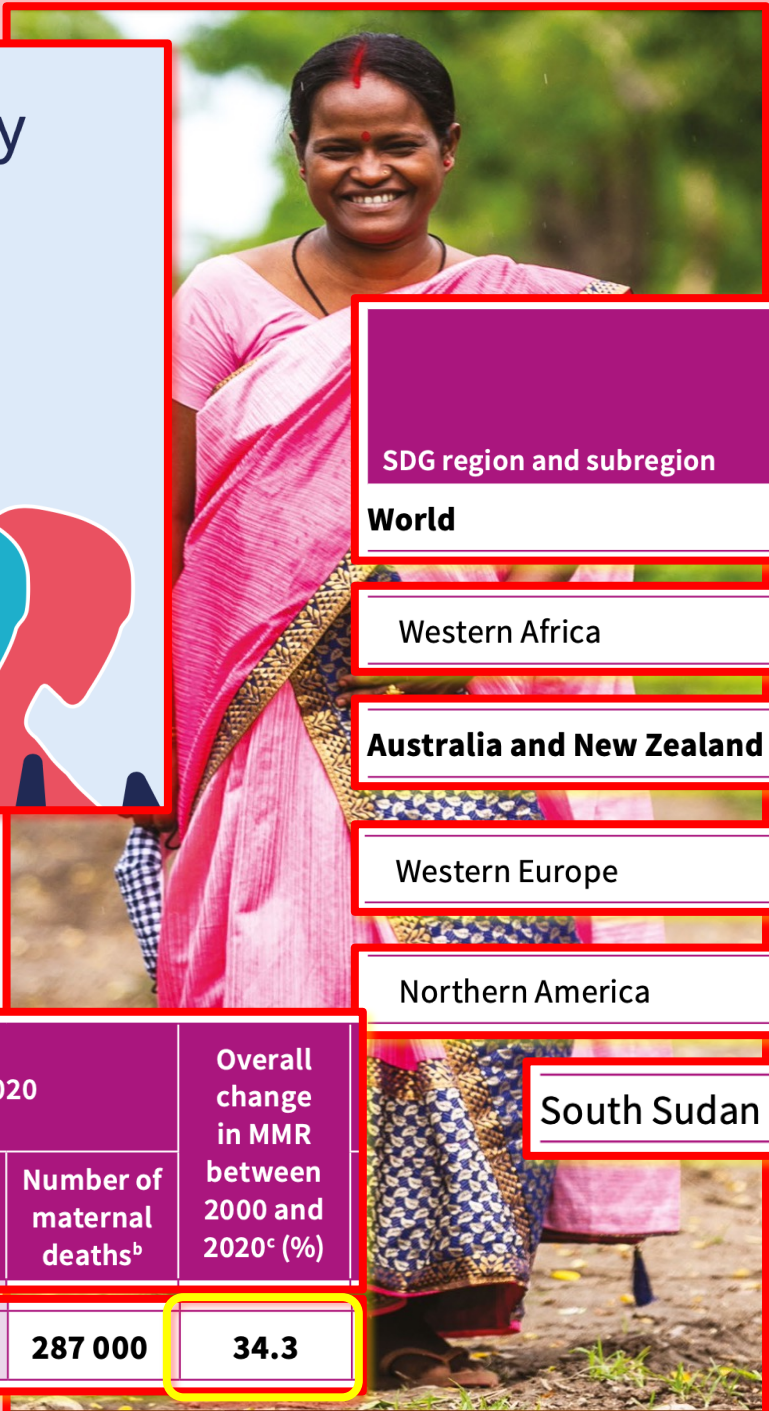 y
SDG region and subregion
World
Western Africa
Australia and New Zealand
Western Europe
Northern America
South Sudan
020
Overall
change
in MMR
between
2000 and
2020ᶜ (%)
Number of
maternal
deathsᵇ
287 000
34.3